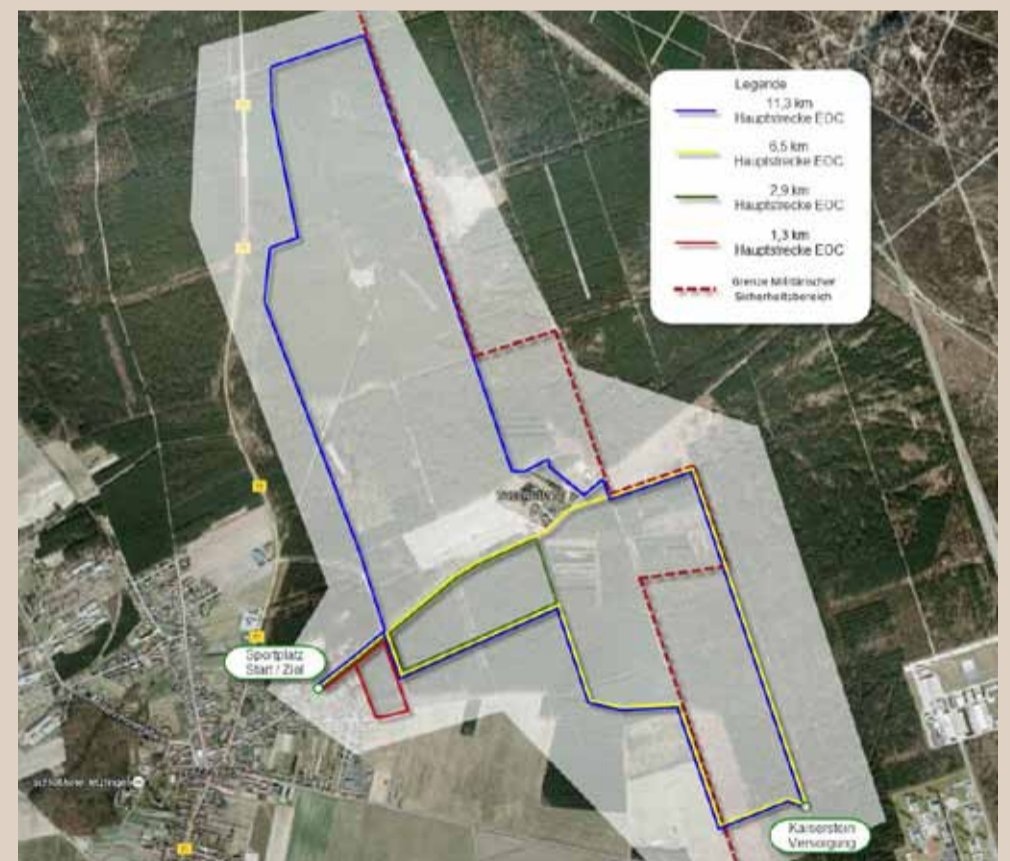 Legende
11,3 km
Hauptstrecke EOC
6,5 km
Hauptstrecke EOC
2,9 km
Hauptstrecke EOC
1,3 km
Hauptstrecke EOC
Grenze Militärischer
Sicherheitsbereich
Sportplatz
Start / Ziel
Kaiserstein
Versorgung